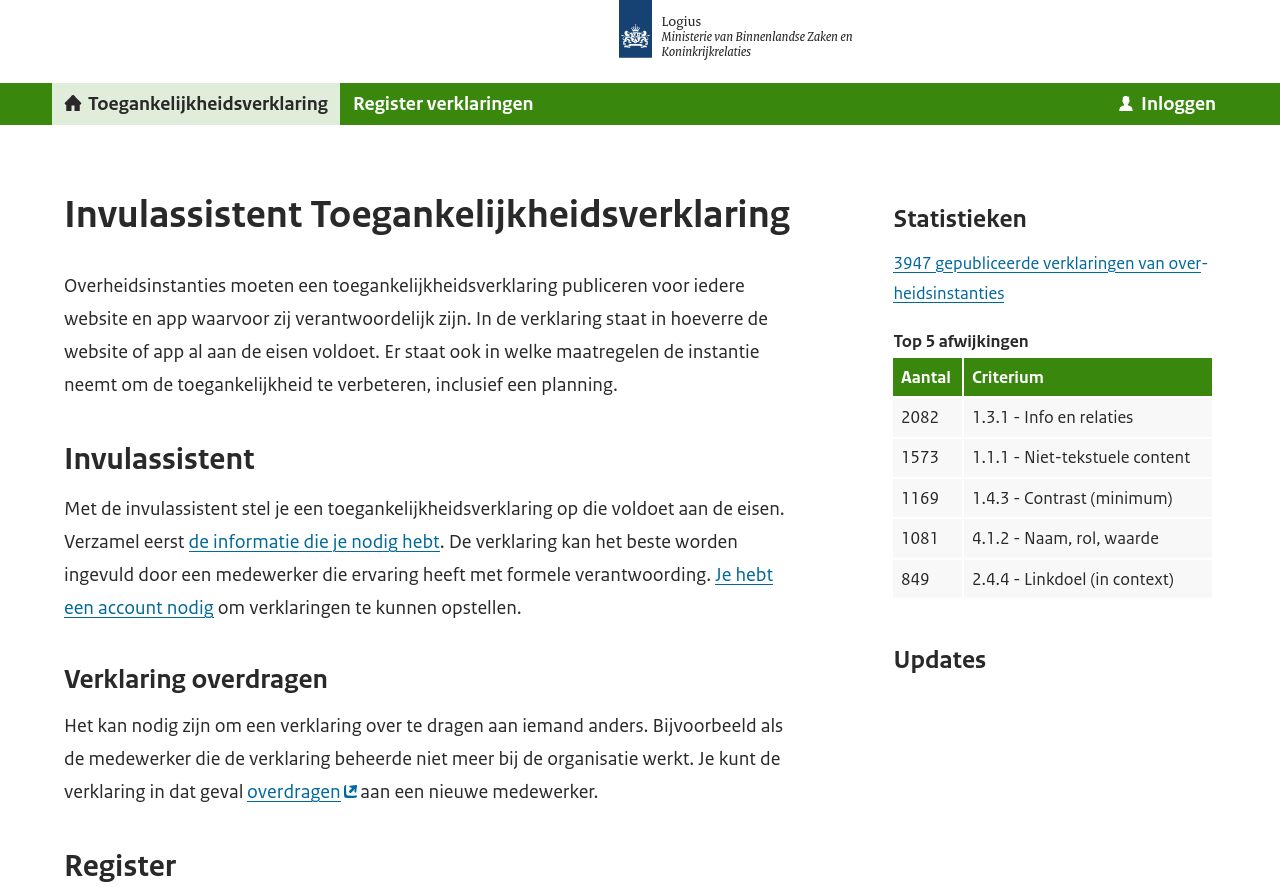 Logius
Ministerie van Binnenlandse Zaken en
Koninkrijkrelaties
Toegankelijkheidsverklaring
Register verklaringen
Inloggen
Invulassistent Toegankelijkheidsverklaring
Overheidsinstanties moeten een toegankelijkheidsverklaring publiceren voor iedere
website en app waarvoor zij verantwoordelijk zijn. In de verklaring staat in hoeverre de
website of app al aan de eisen voldoet. Er staat ook in welke maatregelen de instantie
neemt om de toegankelijkheid te verbeteren, inclusief een planning.
Invulassistent
Met de invulassistent stel je een toegankelijkheidsverklaring op die voldoet aan de eisen.
Verzamel eerst de informatie die je nodig hebt. De verklaring kan het beste worden
ingevuld door een medewerker die ervaring heeft met formele verantwoording. Je hebt
een account nodig om verklaringen te kunnen opstellen.
Verklaring overdragen
Het kan nodig zijn om een verklaring over te dragen aan iemand anders. Bijvoorbeeld als
de medewerker die de verklaring beheerde niet meer bij de organisatie werkt. Je kunt de
verklaring in dat geval overdragen aan een nieuwe medewerker.
Register
Statistieken
3947 gepubliceerde verklaringen van over-
heidsinstanties
Top 5 afwijkingen
Aantal Criterium
2082 1.3.1 - Info en relaties
1573 1.1.1 - Niet-tekstuele content
1169 1.4.3 - Contrast (minimum)
1081 4.1.2 - Naam, rol, waarde
849 2.4.4 - Linkdoel (in context)
Updates